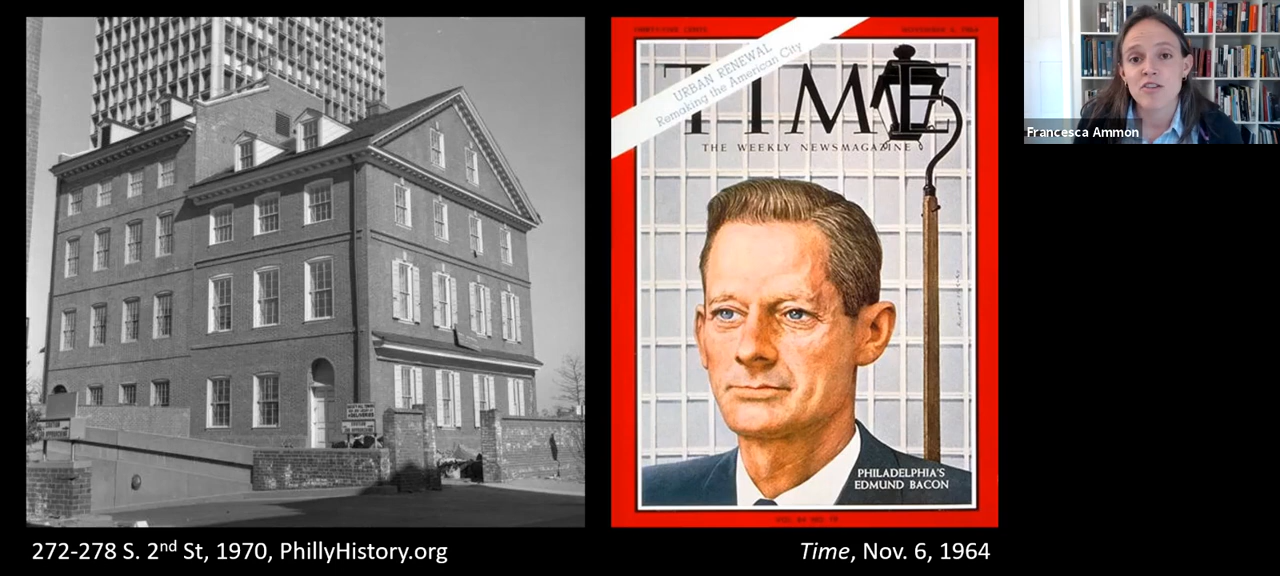 URBAN RENEWAL
Remaking the American City
TIME
THE WEEKLY NEWSMAGAZINE
PHILADELPHIA'S
EDMUND BACON
272-278 S. 2nd St, 1970, PhillyHistory.org
Time, Nov. 6, 1964
Francesca Ammon